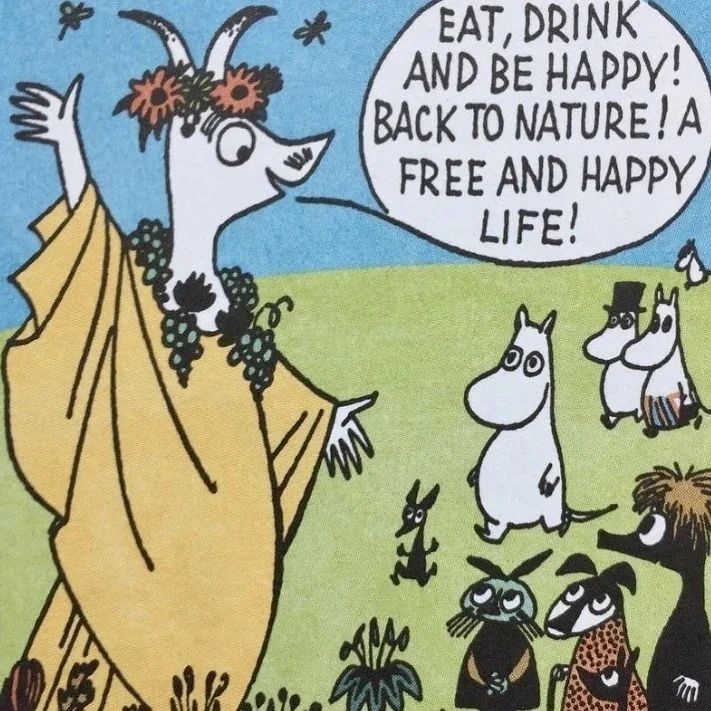 EAT, DRINK
AND BE HAPPY!
BACK TO NATURE! A
FREE AND HAPPY
LIFE!